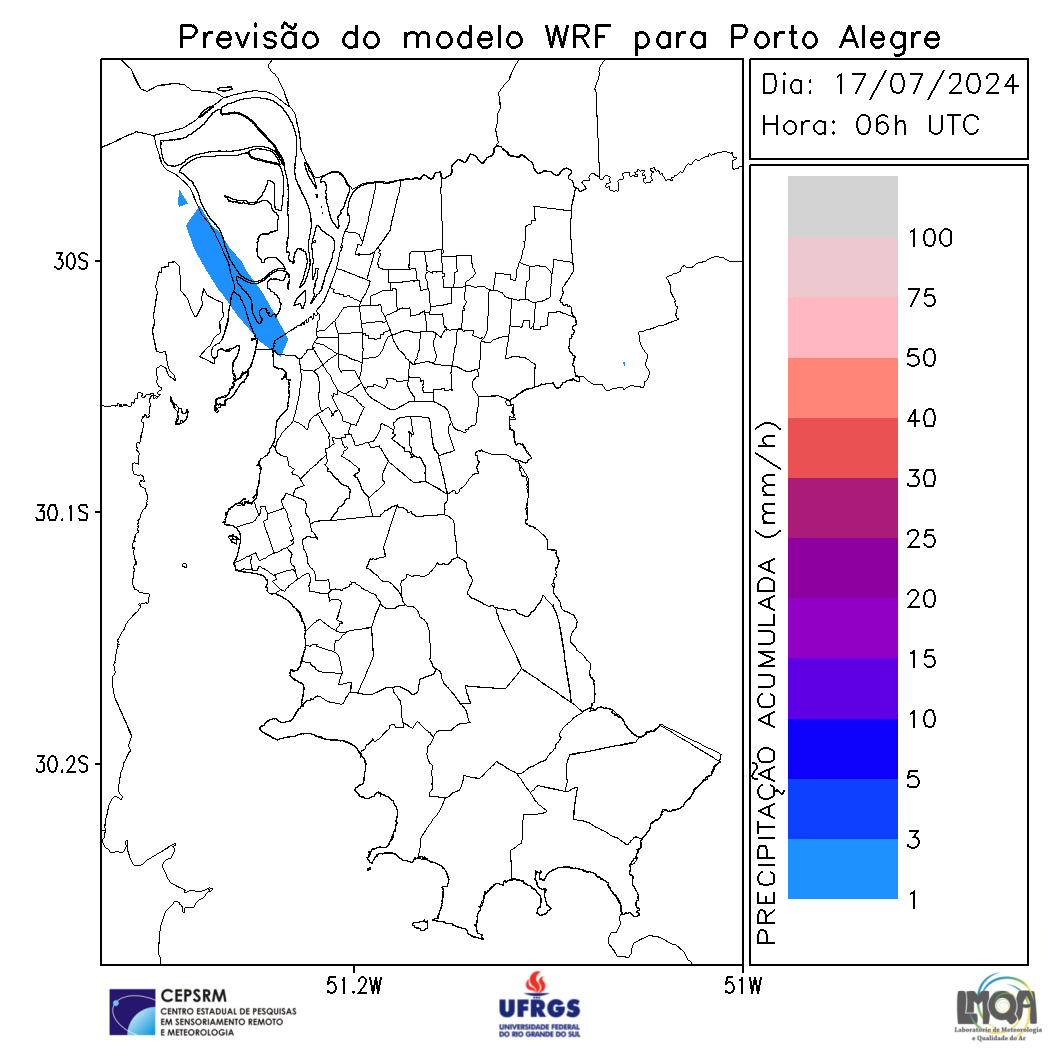 Previsão do modelo WRF para Porto Alegre
Dia: 17/07/2024
Hora: 06h UTC
30S
30.1S
30.2S
51.2W
51W
PRECIPITAÇÃO ACUMULADA (mm/h)
100
75
50
40
30
25
20
15
10
5
3
1
CEPSRM
CENTRO ESTADUAL DE PESQUISAS
EM SENSORIAMENTO REMOTO
E METEOROLOGIA
UFRGS
UNIVERSIDADE FEDERAL
DO RIO GRANDE DO SUL
LMQA
Laboratório de Meteorologia
e Qualidade do Ar